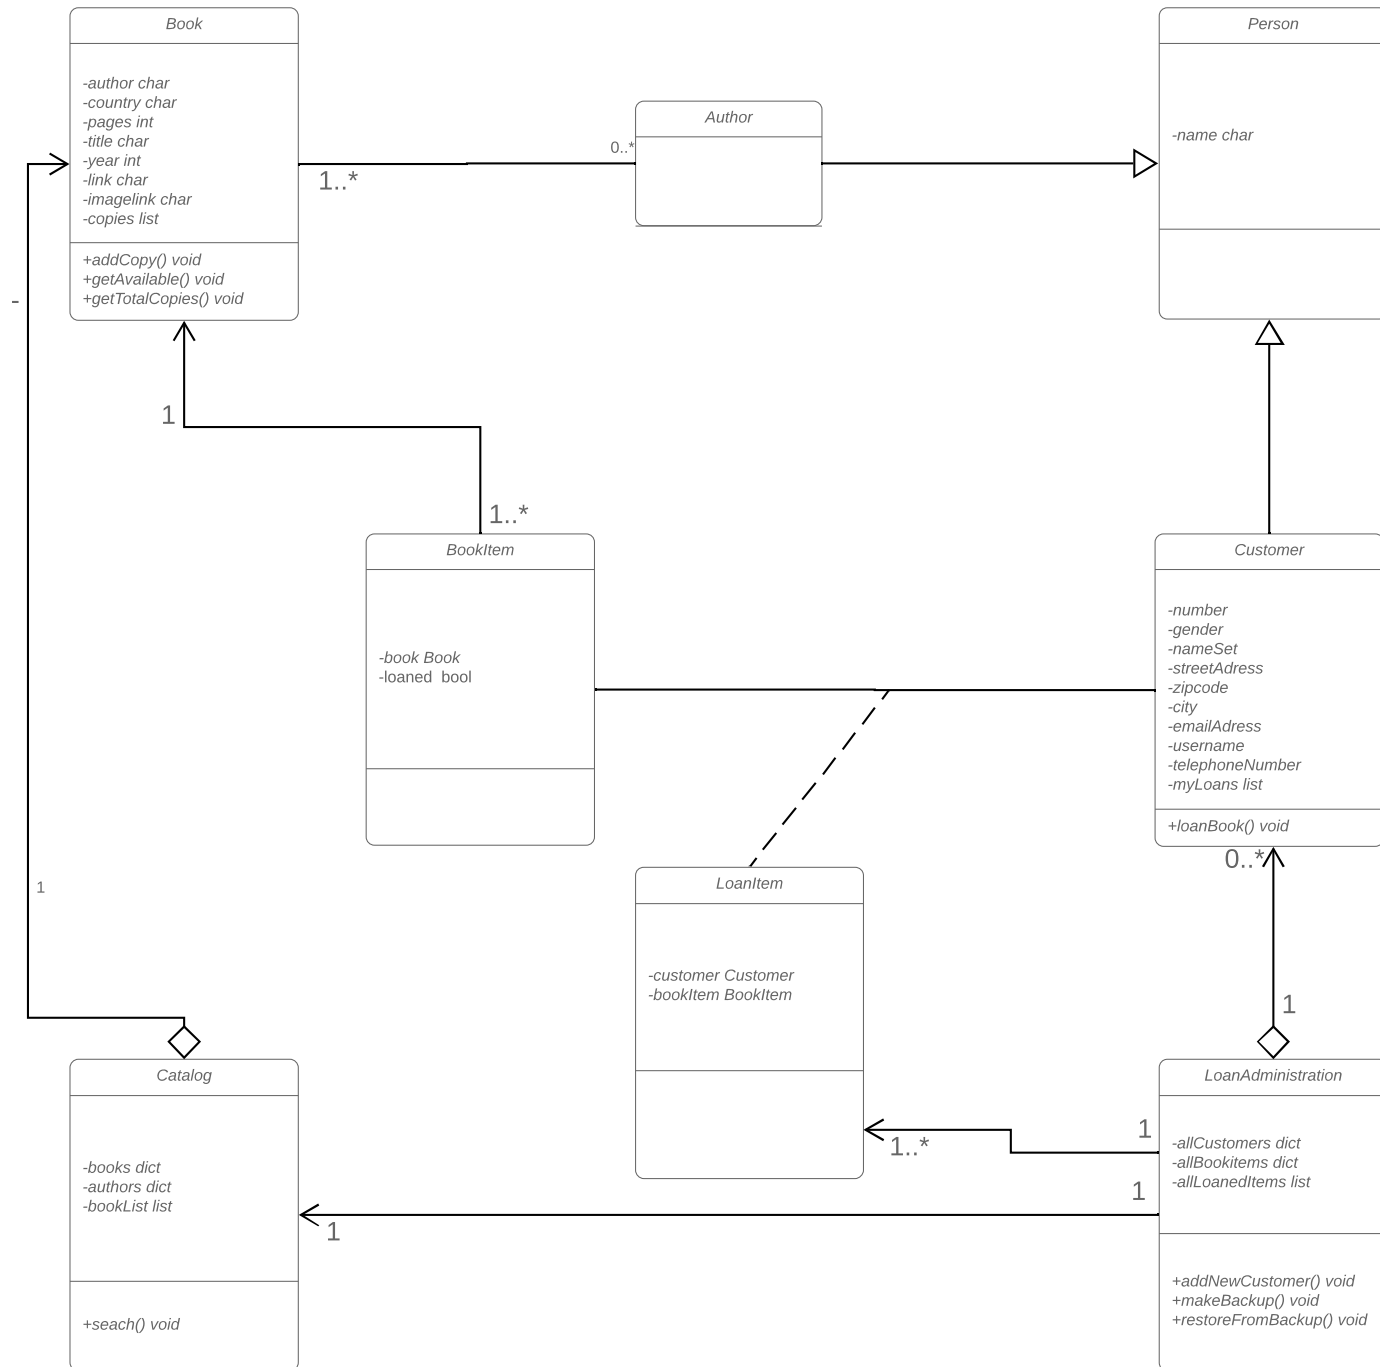 Book
-author char
-country char
-pages int
-title char
-year int
-link char
-imagelink char
-copies list
+addCopy() void
+getAvailable() void
+getTotalCopies() void
1..*
0..*
Author
Person
-name char
-
1
1..*
BookItem
-book Book
-loaned bool
Customer
-number
-gender
-nameSet
-streetAdress
-zipcode
-city
-emailAdress
-username
-telephoneNumber
-myLoans list
+loanBook() void
0..*
1
1
LoanItem
-customer Customer
-bookItem BookItem
Catalog
-books dict
-authors dict
-bookList list
+seach() void
1..*
1
1
1
LoanAdministration
-allCustomers dict
-allBookitems dict
-allLoanedItems list
+addNewCustomer() void
+makeBackup() void
+restoreFromBackup() void